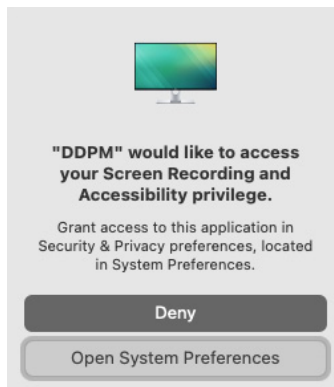 "DDPM" would like to access
your Screen Recording and
Accessibility privilege.
Grant access to this application in
Security & Privacy preferences, located
in System Preferences.
Deny
Open System Preferences